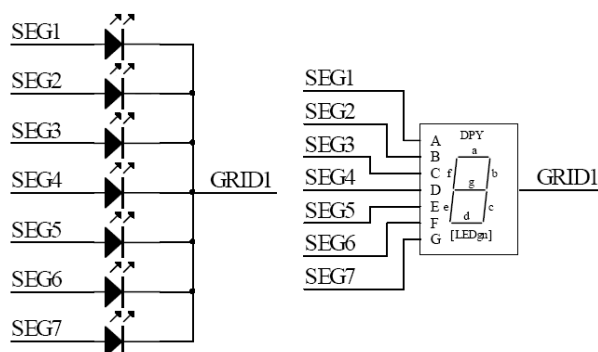 SEG1
SEG2
SEG3
SEG4
SEG5
SEG6
SEG7
GRID1
SEG1
SEG2
SEG3
SEG4
SEG5
SEG6
SEG7
A
B
C
D
E
F
G
DPY
a
f
b
g
e
c
d
[LEDgn]
GRID1